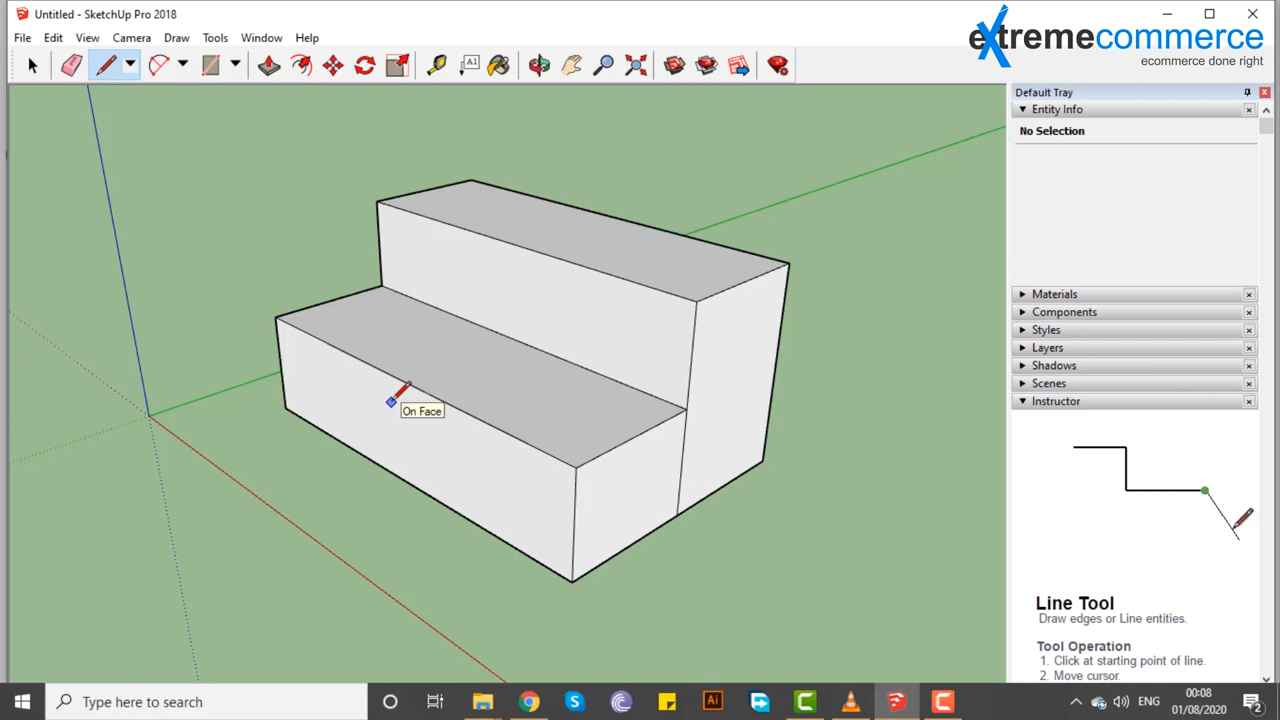 Untitled - SketchUp Pro 2018
extremecommerce
ecommerce done right
File Edit View Camera Draw Tools Window Help
A1
Default Tray
Entity Info
No Selection
On Face
Materials
Components
Styles
Layers
Shadows
Scenes
Instructor
Line Tool
Draw edges or Line entities.
Tool Operation
1. Click at starting point of line.
2. Move cursor.
Type here to search
Ai
ENG
00:08
01/08/2020
2